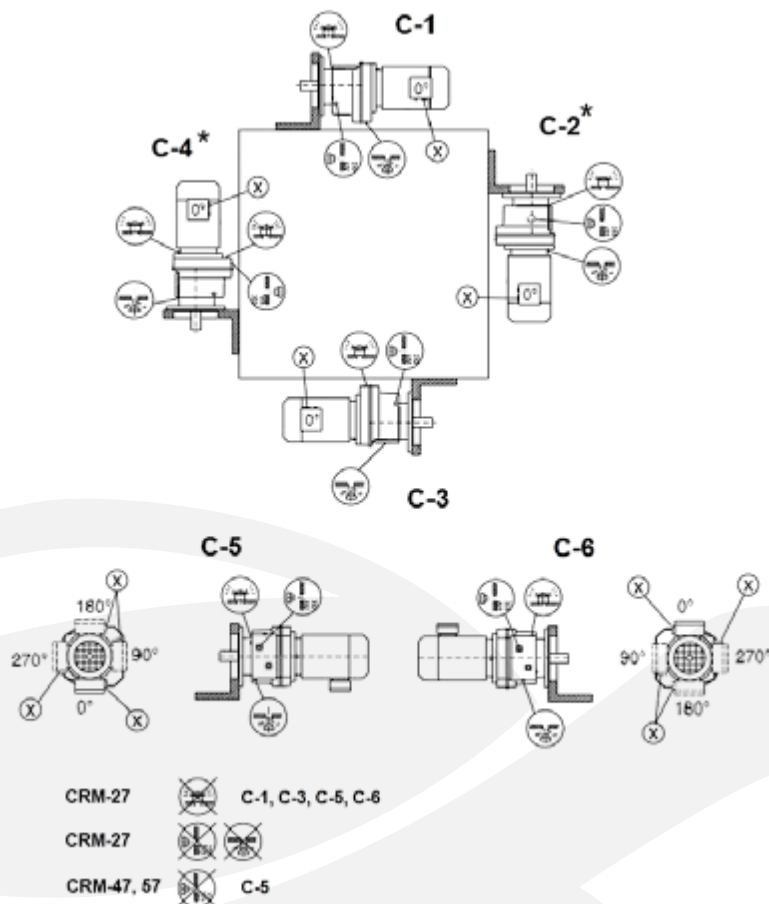 C-1
C-2*
C-4*
X
0°
X
X
0°
0°
X
X
0°
C-3
C-5
C-6
X
180°
270°
90°
X
0°
X
X
0°
X
90°
270°
X
180°
CRM-27 C-1, C-3, C-5, C-6
CRM-27
CRM-47, 57 C-5